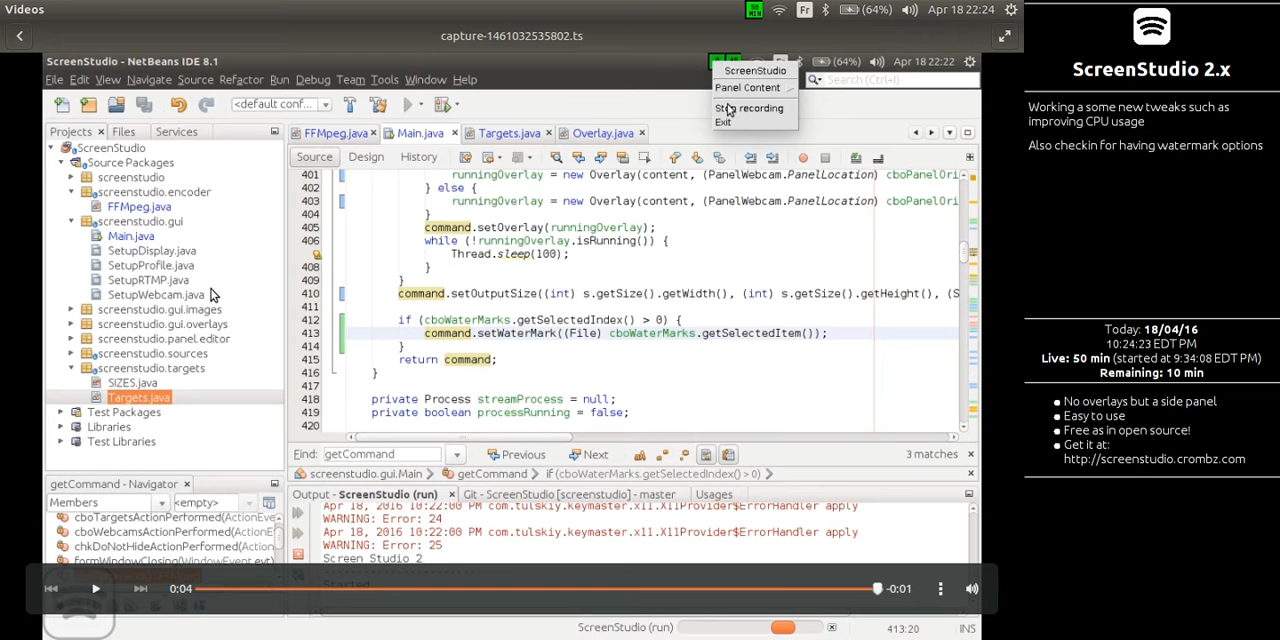 Videos
56 MIN
Fr
(64%)
Apr 18 22:24
capture-1461032535802.ts
ScreenStudio - NetBeans IDE 8.1
(64%)
Apr 18 22:22
File Edit View Navigate Source Refactor Run Debug Team Tools Window Help
Search (Ctrl+I)
ScreenStudio
Panel Content
Stop recording
Exit
<default conf...
Projects Files Services
ScreenStudio
Source Packages
screenstudio
screenstudio.encoder
FFMpeg.java
screenstudio.gui
Main.java
SetupDisplay.java
SetupProfile.java
SetupRTMP.java
SetupWebcam.java
screenstudio.gui.images
screenstudio.gui.overlays
screenstudio.panel.editor
screenstudio.sources
screenstudio.targets
SIZES.java
Targets.java
Test Packages
Libraries
Test Libraries
getCommand - Navigator
Members
<empty>
cboTargetsActionPerformed(ActionEve
cboWebcamsActionPerformed(ActionE
chkDoNotHideActionPerformed(Action
formWindowClosing(WindowEvent evt)
FFMpeg.java Main.java Targets.java Overlay.java
Source Design History
401 runningOverlay = new Overlay(content, (PanelWebcam.PanelLocation) cboPanelOri
402 } else {
403 runningOverlay = new Overlay(content, (PanelWebcam.PanelLocation) cboPanelOri
404 }
405 command.setOverlay(runningOverlay);
406 while (!runningOverlay.isRunning()) {
Thread.sleep(100);
408 }
409 }
410 command.setOutputSize((int) s.getSize().getWidth(), (int) s.getSize().getHeight(), (S
411
412 if (cboWaterMarks.getSelectedIndex() > 0) {
413 command.setWaterMark((File) cboWaterMarks.getSelectedItem());
414 }
415 return command;
416 }
417
418 private Process streamProcess = null;
419 private boolean processRunning = false;
420
Find: getCommand
Previous Next
3 matches
screenstudio.gui.Main getCommand if (cboWaterMarks.getSelectedIndex() > 0)
Output - ScreenStudio (run) Git - ScreenStudio [screenstudio] - master Usages
Apr 18, 2016 10:22:00 PM com.tulskiy.keymaster.x11.X11Provider$ErrorHandler apply
WARNING: Error: 24
Apr 18, 2016 10:22:00 PM com.tulskiy.keymaster.x11.X11Provider$ErrorHandler apply
WARNING: Error: 25
Screen Studio 2
Started
0:04
-0:01
ScreenStudio (run)
413:20
INS
ScreenStudio 2.x
Working a some new tweaks such as
improving CPU usage
Also checkin for having watermark options
Today: 18/04/16
10:24:23 EDT PM
Live: 50 min (started at 9:34:08 EDT PM)
Remaining: 10 min
No overlays but a side panel
Easy to use
Free as in open source!
Get it at:
http://screenstudio.crombz.com